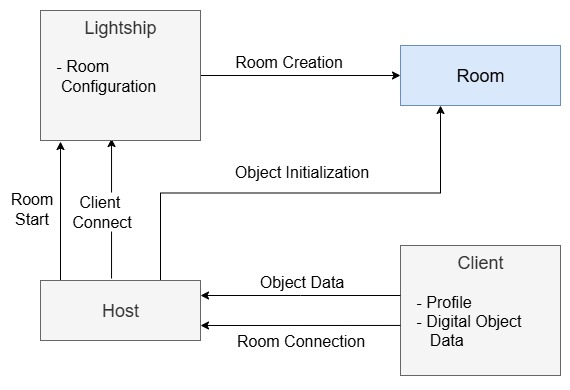 Lightship
- Room
Configuration
Room Creation
Room
Object Initialization
Room
Start
Client
Connect
Client
- Profile
- Digital Object
Data
Object Data
Host
Room Connection